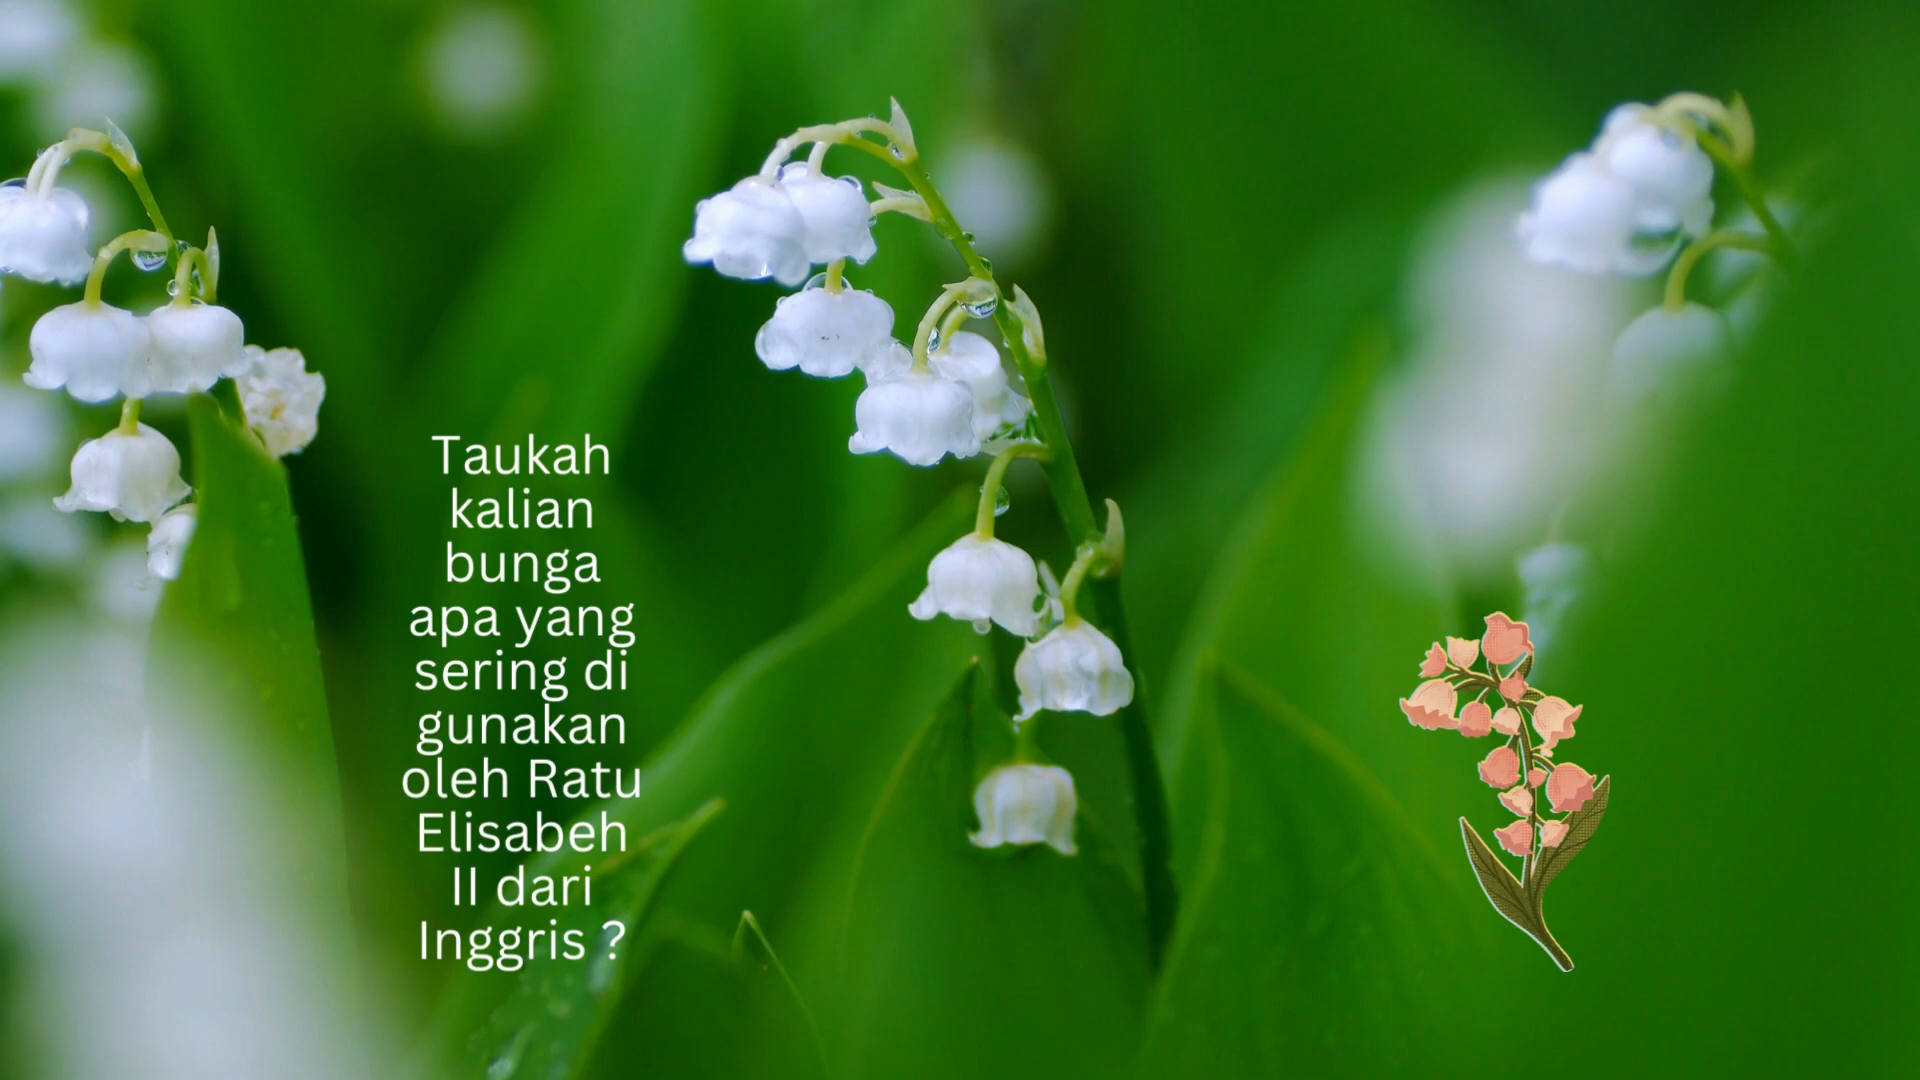 Taukah
kalian
bunga
apa yang
sering di
gunakan
oleh Ratu
Elisabeh
II dari
Inggris ?